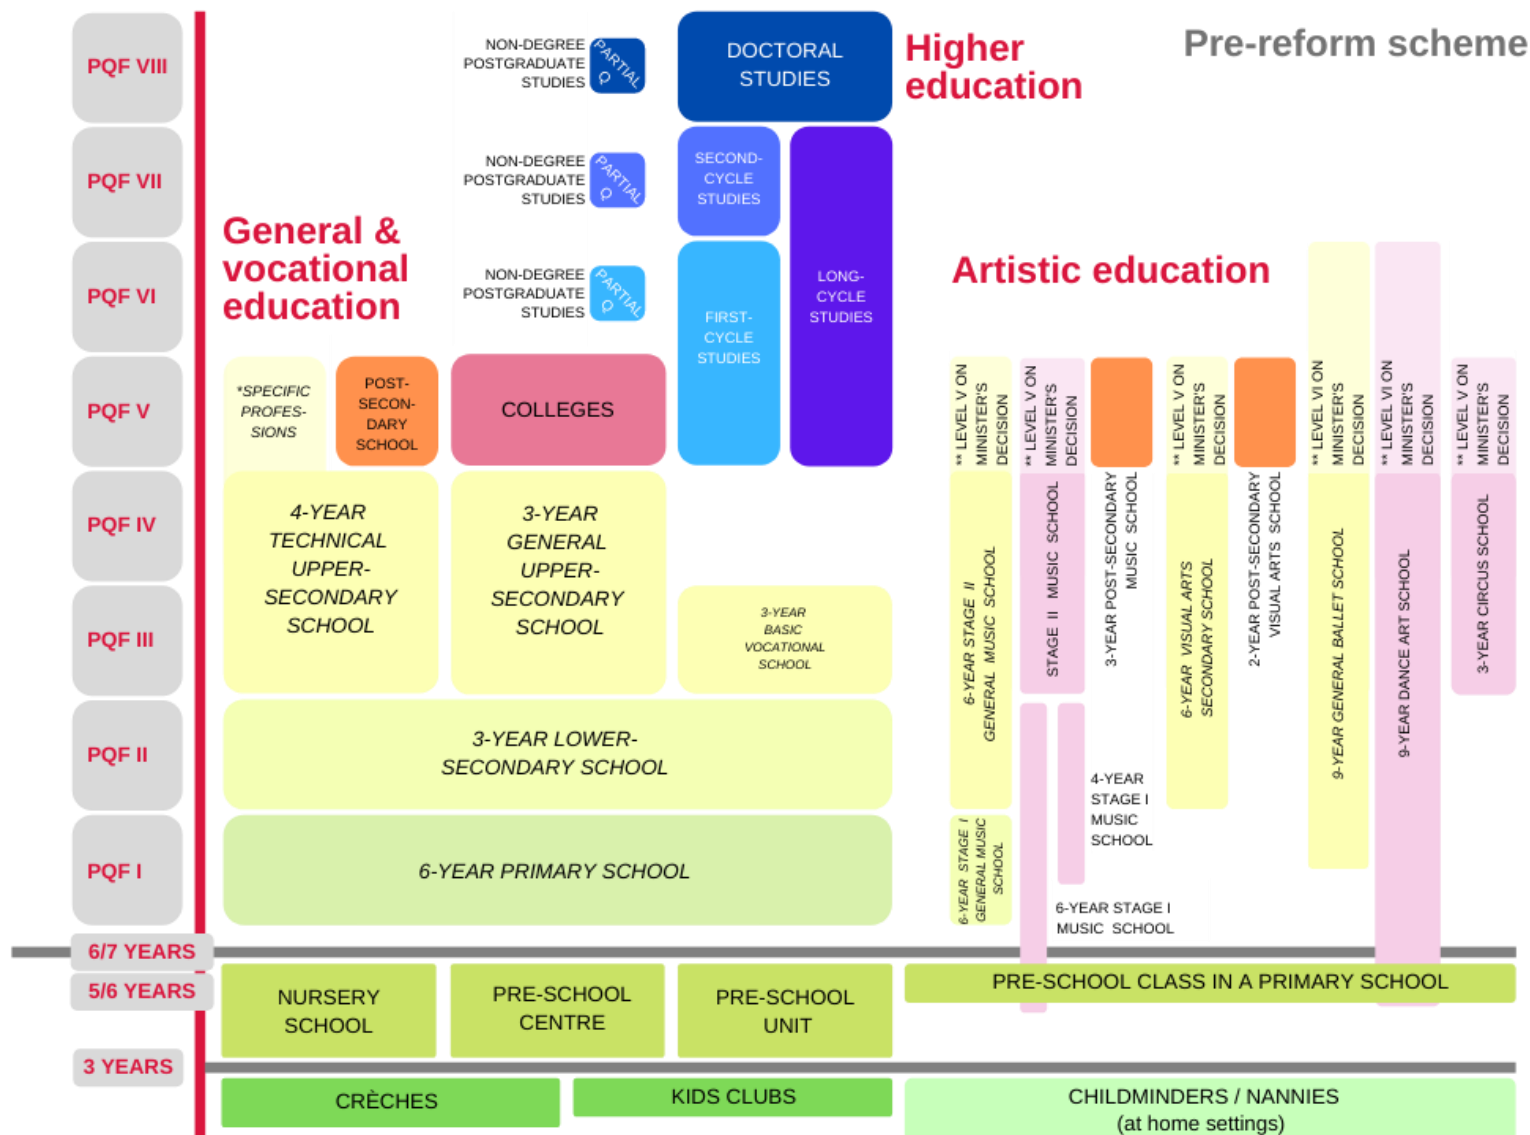 Pre-reform scheme
Higher
education
General &
vocational
education
Artistic education
PQF VIII
PQF VII
PQF VI
PQF V
PQF IV
PQF III
PQF II
PQF I
6/7 YEARS
5/6 YEARS
3 YEARS
NON-DEGREE
POSTGRADUATE
STUDIES
PARTIAL
Q
DOCTORAL
STUDIES
NON-DEGREE
POSTGRADUATE
STUDIES
PARTIAL
Q
SECOND-
CYCLE
STUDIES
NON-DEGREE
POSTGRADUATE
STUDIES
PARTIAL
Q
FIRST-
CYCLE
STUDIES
LONG-
CYCLE
STUDIES
*SPECIFIC
PROFES-
SIONS
POST-
SECON-
DARY
SCHOOL
COLLEGES
4-YEAR
TECHNICAL
UPPER-
SECONDARY
SCHOOL
3-YEAR
GENERAL
UPPER-
SECONDARY
SCHOOL
3-YEAR
BASIC
VOCATIONAL
SCHOOL
3-YEAR LOWER-
SECONDARY SCHOOL
6-YEAR PRIMARY SCHOOL
** LEVEL V ON
MINISTER'S
DECISION
6-YEAR STAGE II
GENERAL MUSIC SCHOOL
6-YEAR STAGE I
GENERAL MUSIC
SCHOOL
** LEVEL V ON
MINISTER'S
DECISION
STAGE II MUSIC SCHOOL
3-YEAR POST-SECONDARY
MUSIC SCHOOL
4-YEAR
STAGE I
MUSIC
SCHOOL
6-YEAR STAGE I
MUSIC SCHOOL
** LEVEL V ON
MINISTER'S
DECISION
6-YEAR VISUAL ARTS
SECONDARY SCHOOL
2-YEAR POST-SECONDARY
VISUAL ARTS SCHOOL
** LEVEL VI ON
MINISTER'S
DECISION
9-YEAR GENERAL BALLET SCHOOL
** LEVEL VI ON
MINISTER'S
DECISION
9-YEAR DANCE ART SCHOOL
** LEVEL V ON
MINISTER'S
DECISION
3-YEAR CIRCUS SCHOOL
NURSERY
SCHOOL
PRE-SCHOOL
CENTRE
PRE-SCHOOL
UNIT
PRE-SCHOOL CLASS IN A PRIMARY SCHOOL
CRÈCHES
KIDS CLUBS
CHILDMINDERS / NANNIES
(at home settings)